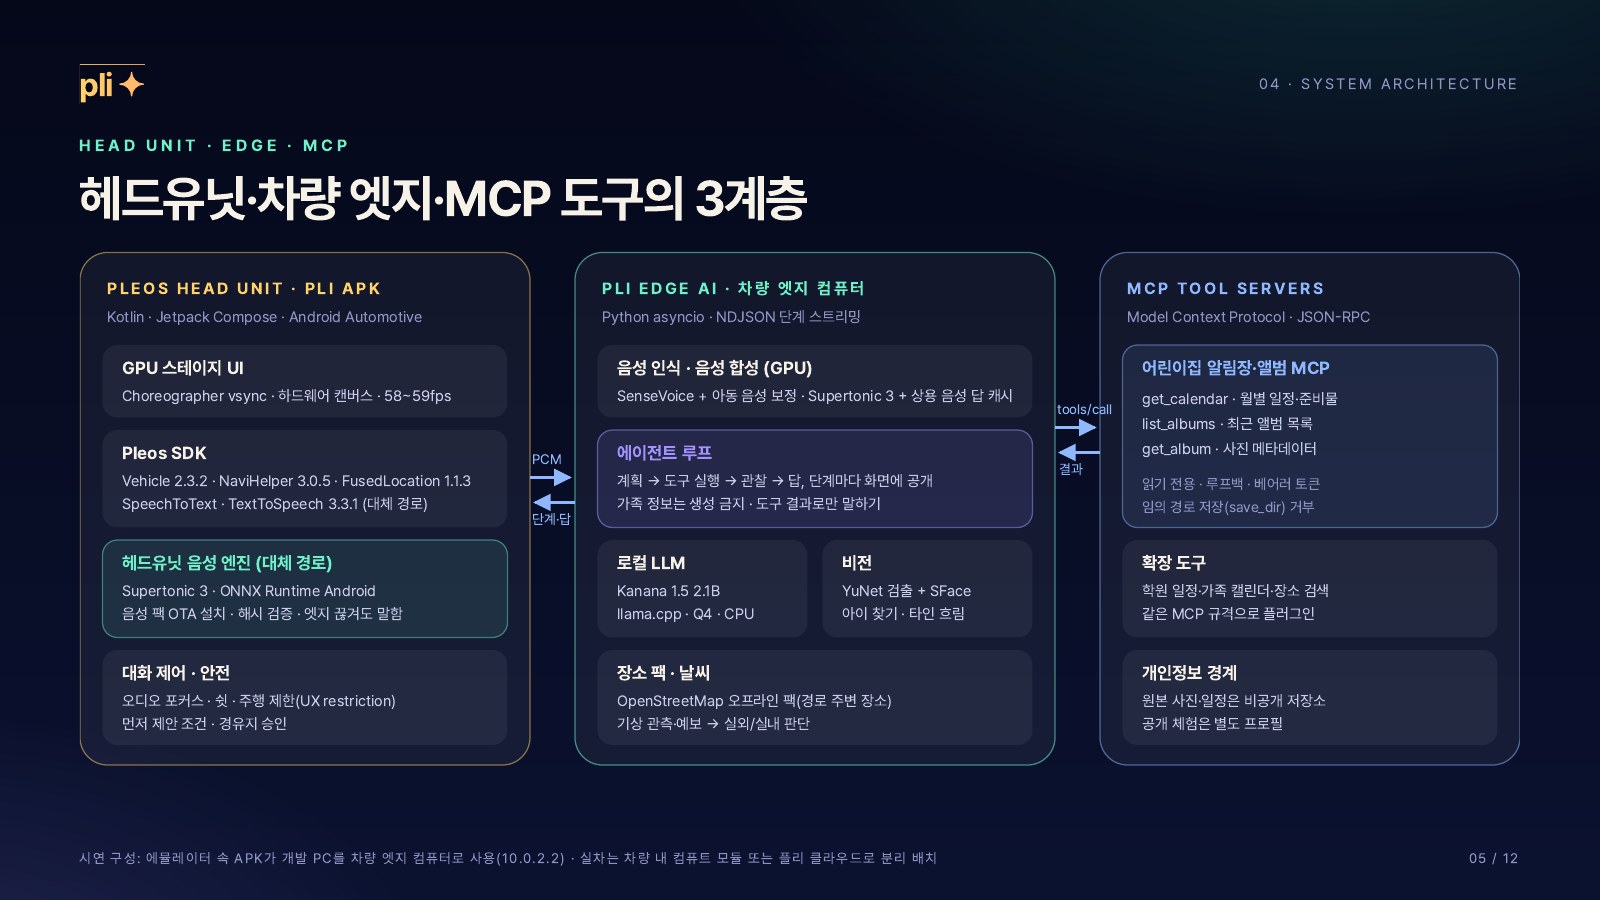 pli
04 · SYSTEM ARCHITECTURE
HEAD UNIT · EDGE · MCP
헤드유닛·차량 엣지·MCP 도구의 3계층
PLEOS HEAD UNIT · PLI APK
Kotlin · Jetpack Compose · Android Automotive
GPU 스테이지 UI
Choreographer vsync · 하드웨어 캔버스 · 58~59fps
Pleos SDK
Vehicle 2.3.2 · NaviHelper 3.0.5 · FusedLocation 1.1.3
SpeechToText · TextToSpeech 3.3.1 (대체 경로)
헤드유닛 음성 엔진 (대체 경로)
Supertonic 3 · ONNX Runtime Android
음성 팩 OTA 설치 · 해시 검증 · 엣지 끊겨도 말함
대화 제어 · 안전
오디오 포커스 · 쉿 · 주행 제한(UX restriction)
먼저 제안 조건 · 경유지 승인
PCM
단계·답
PLI EDGE AI · 차량 엣지 컴퓨터
Python asyncio · NDJSON 단계 스트리밍
음성 인식 · 음성 합성 (GPU)
SenseVoice + 아동 음성 보정 · Supertonic 3 + 상용 음성 답 캐시
에이전트 루프
계획 → 도구 실행 → 관찰 → 답, 단계마다 화면에 공개
가족 정보는 생성 금지 · 도구 결과로만 말하기
로컬 LLM
Kanana 1.5 2.1B
llama.cpp · Q4 · CPU
비전
YuNet 검출 + SFace
아이 찾기 · 타인 흐림
장소 팩 · 날씨
OpenStreetMap 오프라인 팩(경로 주변 장소)
기상 관측·예보 → 실외/실내 판단
tools/call
결과
MCP TOOL SERVERS
Model Context Protocol · JSON-RPC
어린이집 알림장·앨범 MCP
get_calendar · 월별 일정·준비물
list_albums · 최근 앨범 목록
get_album · 사진 메타데이터
읽기 전용 · 루프백 · 베어러 토큰
임의 경로 저장(save_dir) 거부
확장 도구
학원 일정·가족 캘린더·장소 검색
같은 MCP 규격으로 플러그인
개인정보 경계
원본 사진·일정은 비공개 저장소
공개 체험은 별도 프로필
시연 구성: 에뮬레이터 속 APK가 개발 PC를 차량 엣지 컴퓨터로 사용(10.0.2.2) · 실차는 차량 내 컴퓨트 모듈 또는 플리 클라우드로 분리 배치
05 / 12